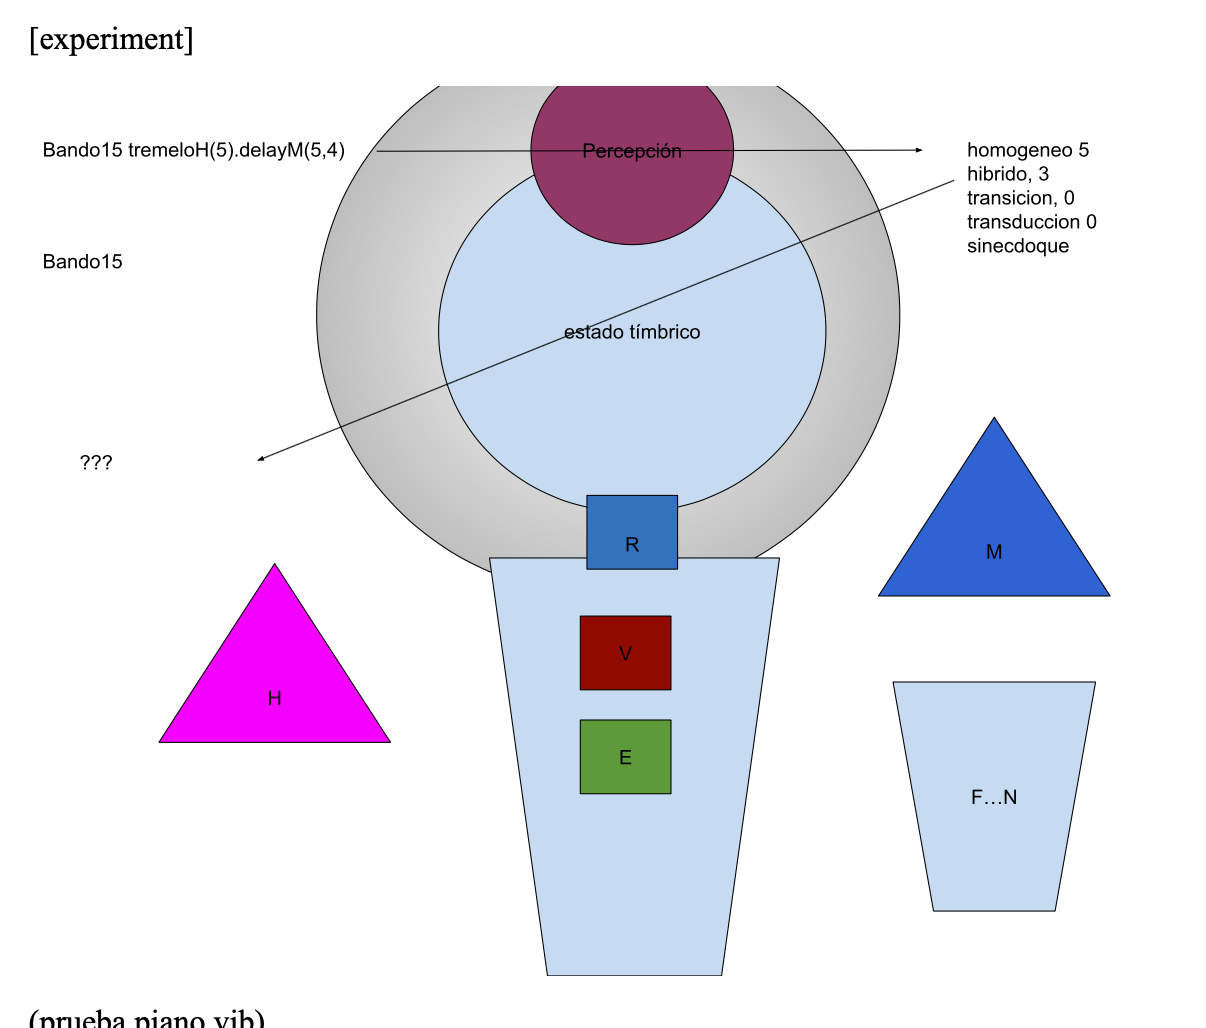 [experiment]
Bando15 tremeloH(5).delayM(5,4)
Percepción
homogeneo 5
hibrido, 3
transicion, 0
transduccion 0
sinecdoque
Bando15
estado tímbrico
???
R
M
V
H
E
F...N
(prueba piano vib)